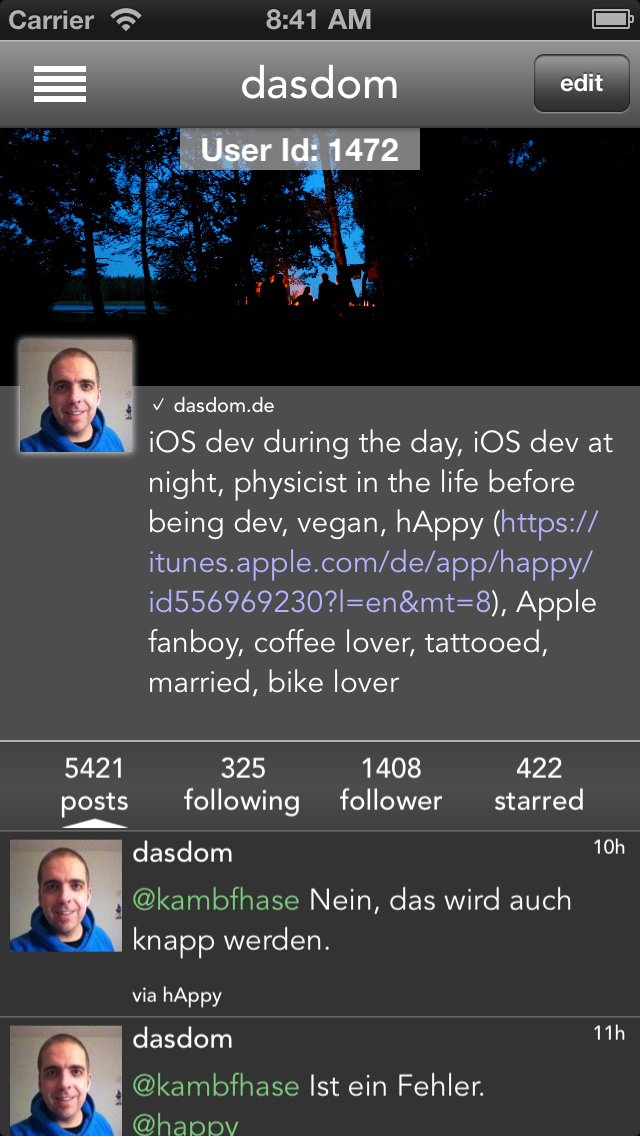 Carrier 8:41 AM
dasdom edit
User Id: 1472
✓ dasdom.de
iOS dev during the day, iOS dev at
night, physicist in the life before
being dev, vegan, hAppy (https://
itunes.apple.com/de/app/happy/
id556969230?l=en&mt=8), Apple
fanboy, coffee lover, tattooed,
married, bike lover
5421 325 1408 422
posts following follower starred
dasdom 10h
@kambfhase Nein, das wird auch
knapp werden.
via hAppy
dasdom 11h
@kambfhase Ist ein Fehler.
@happy